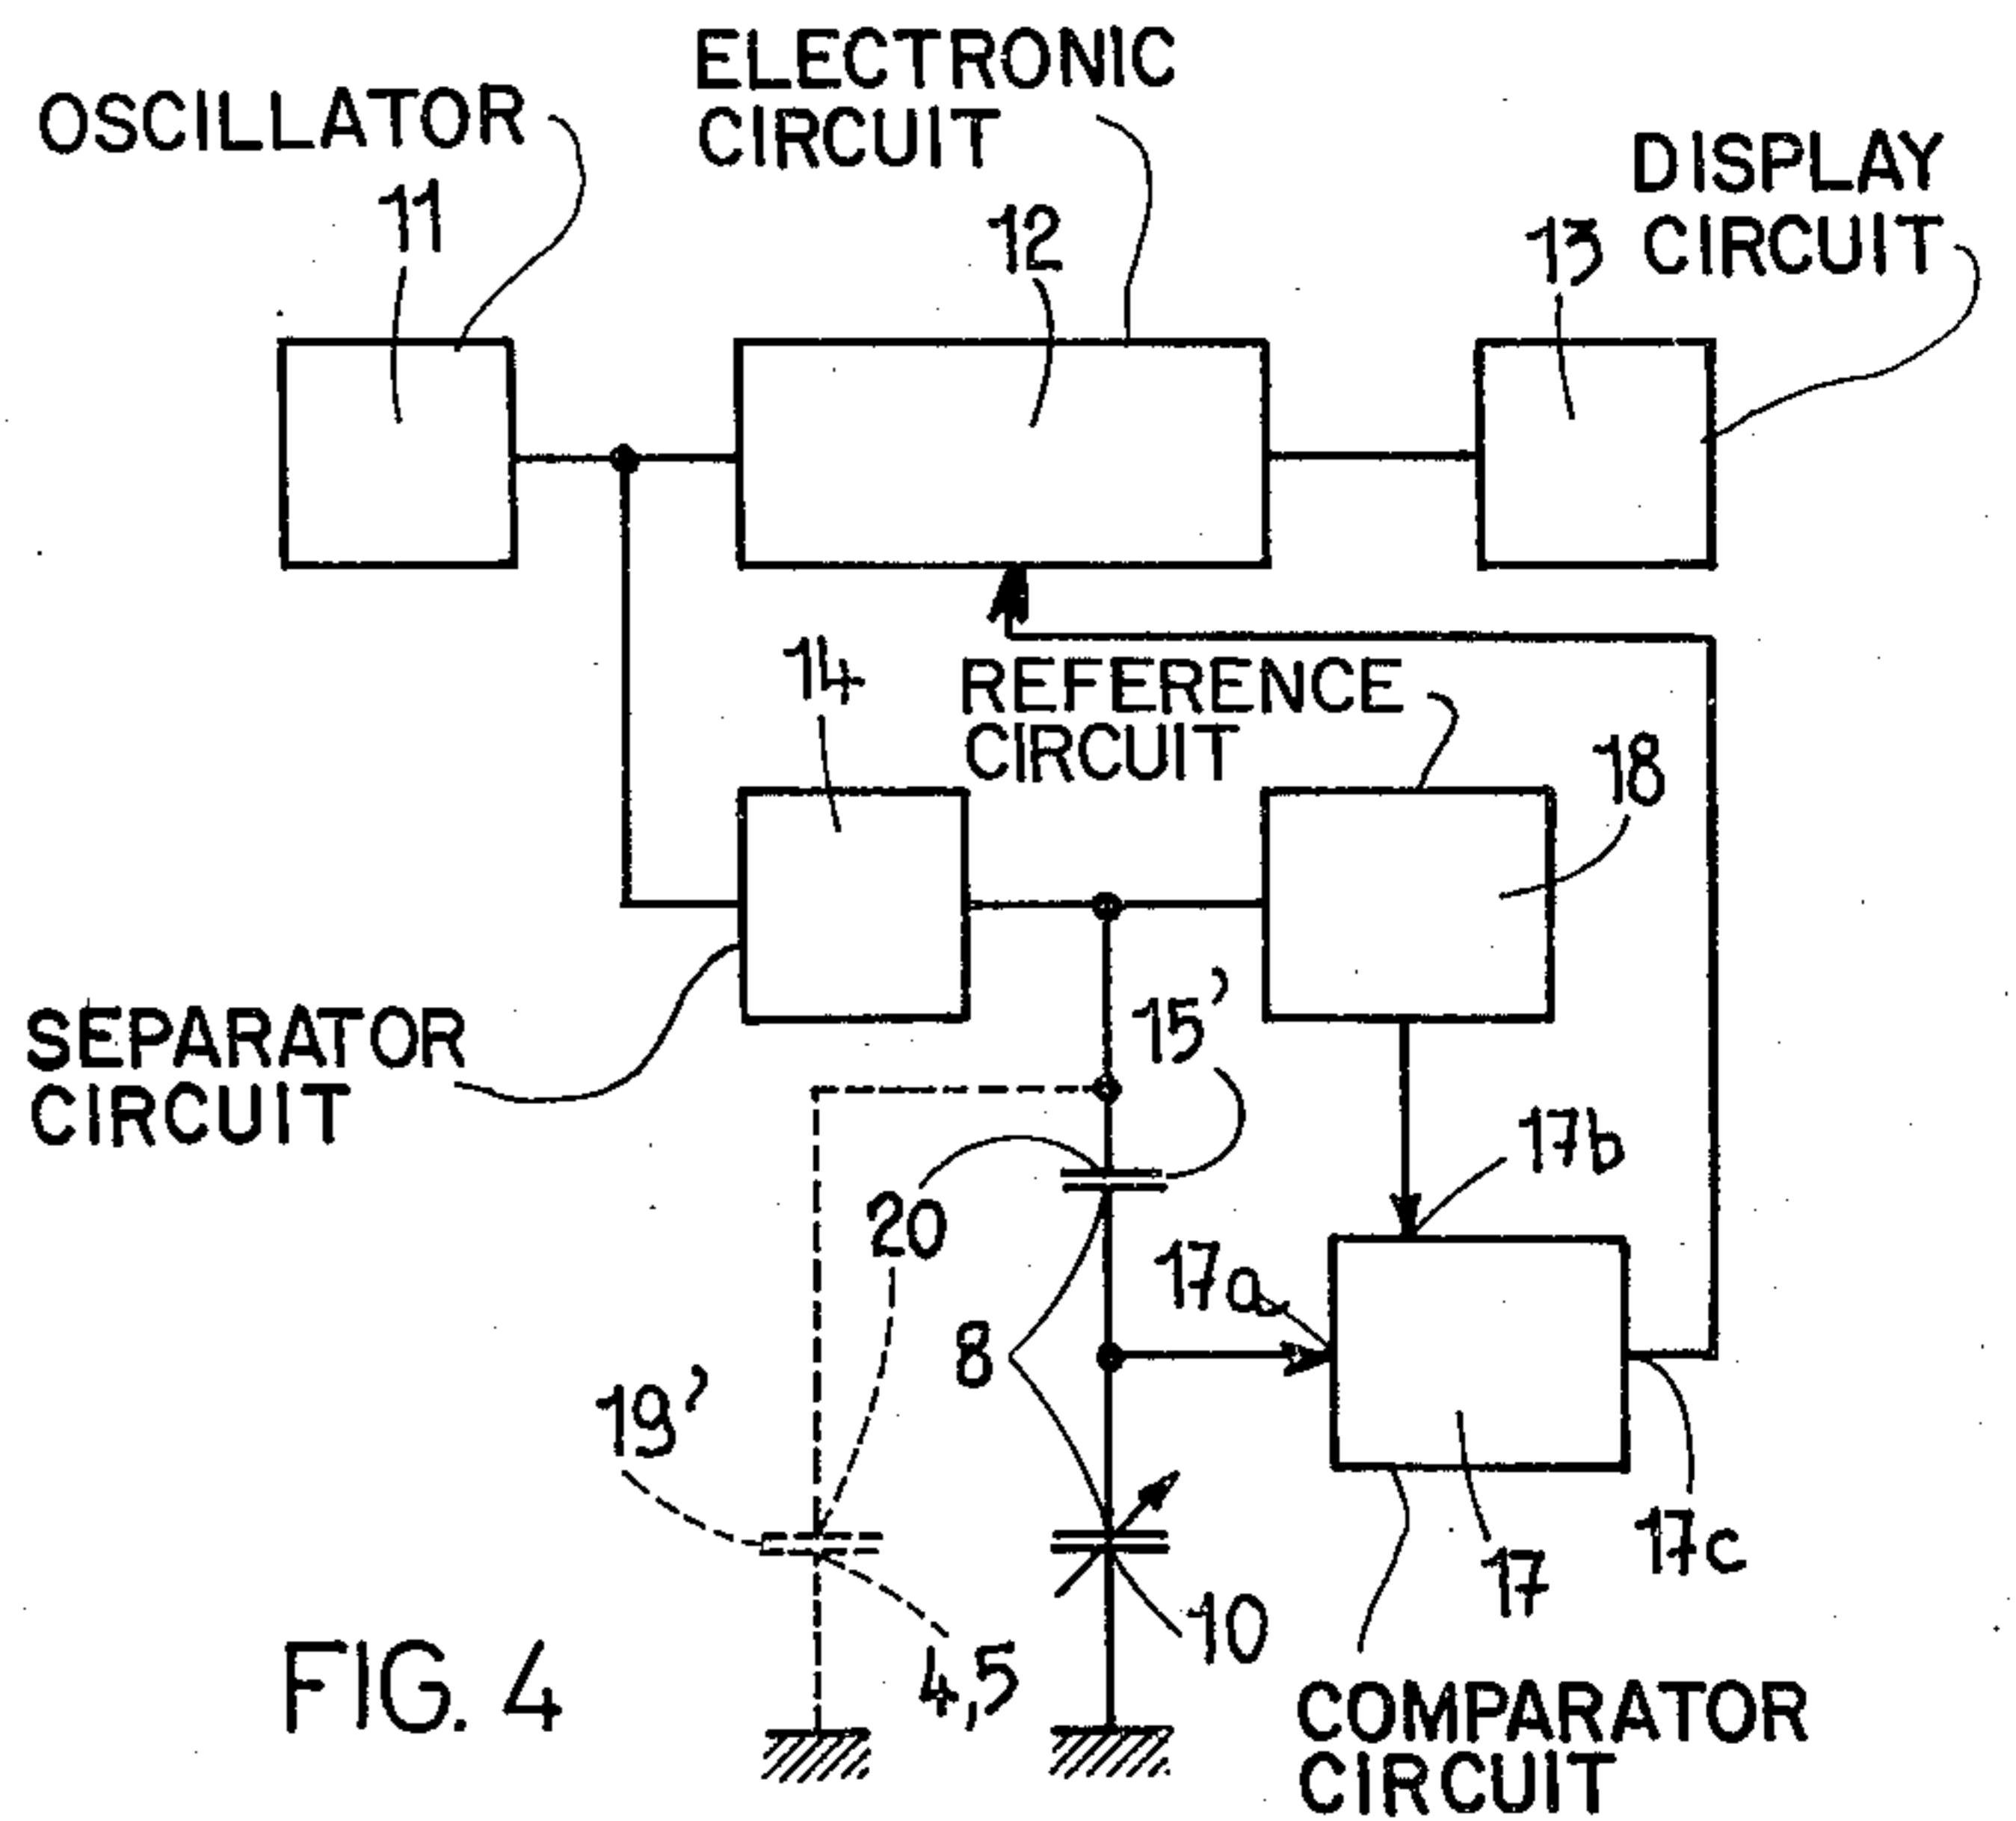 ELECTRONIC
CIRCUIT
OSCILLATOR
DISPLAY
CIRCUIT
11
12
13
14
REFERENCE
CIRCUIT
18
15'
SEPARATOR
CIRCUIT
17b
20
17a
8
19'
17c
17
10
4,5
FIG. 4
COMPARATOR
CIRCUIT